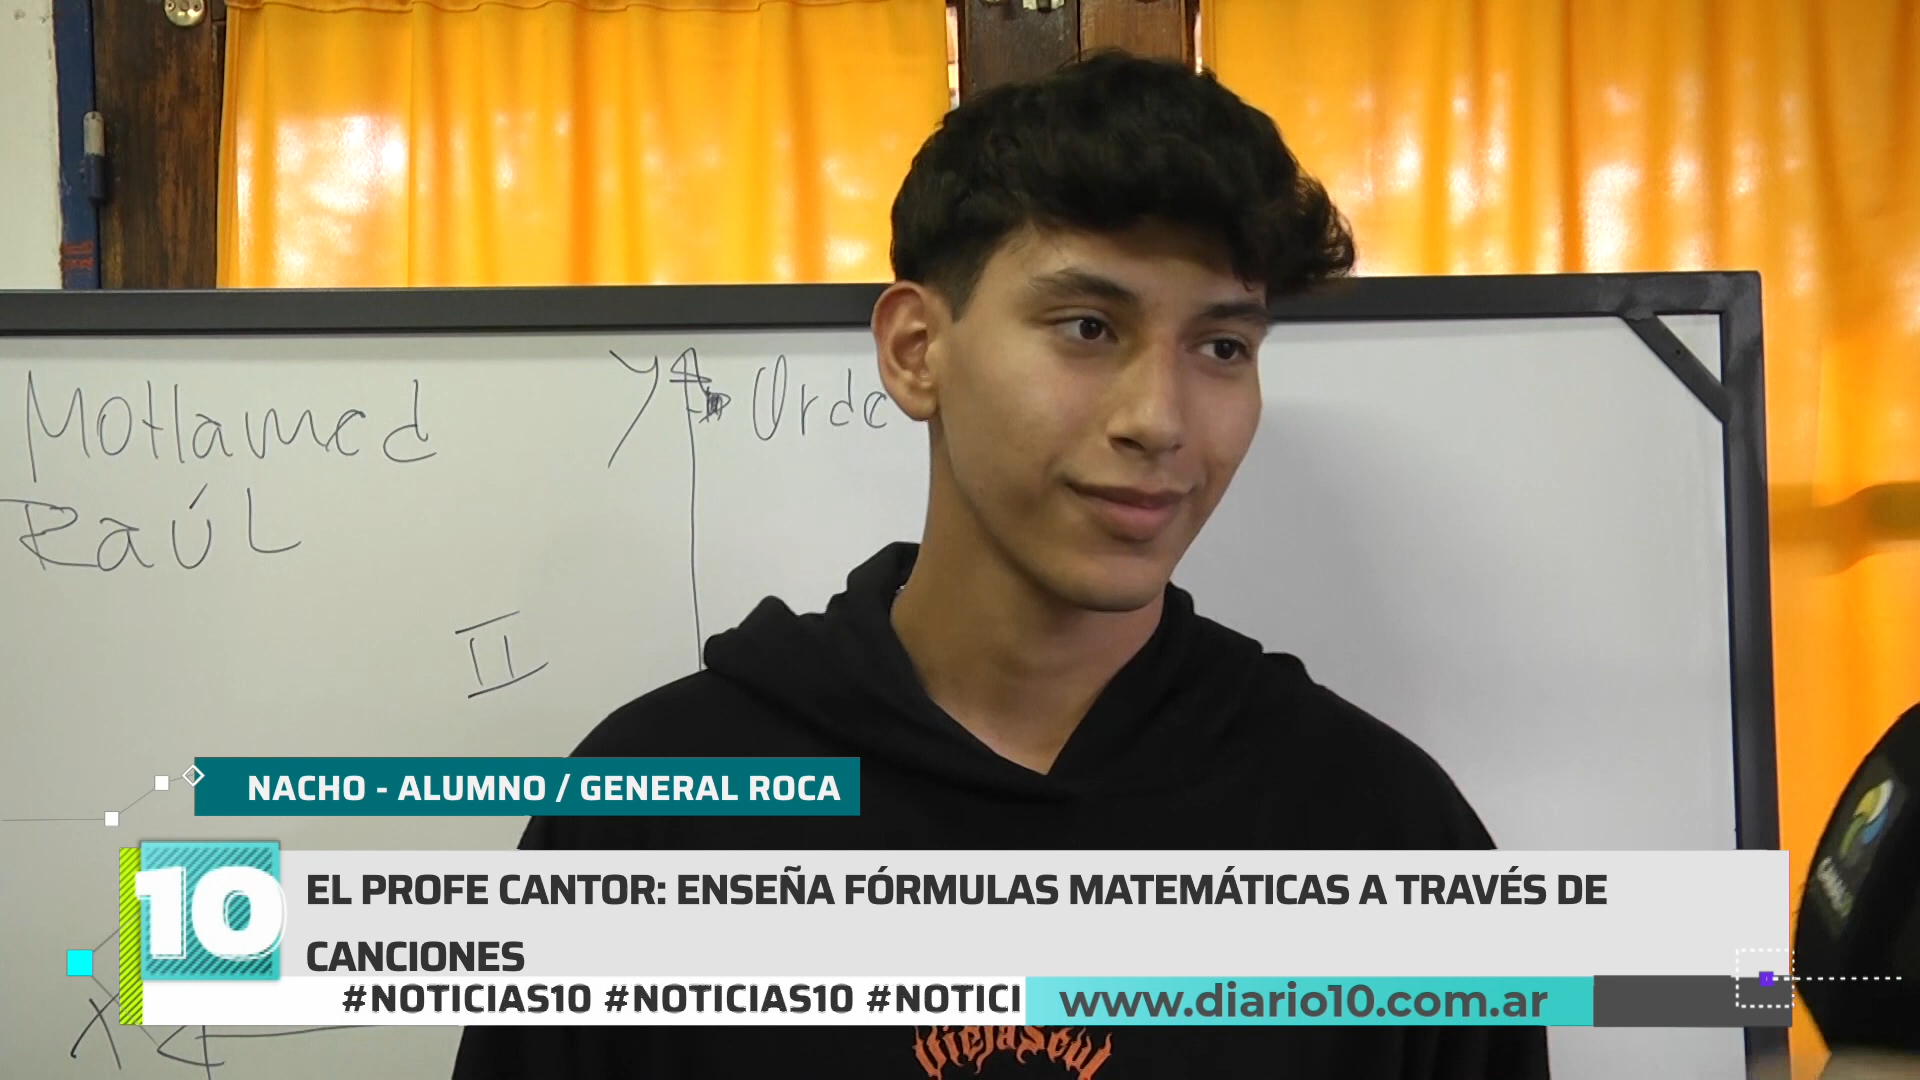 Y Orde
Mohamed
Raúl
II
NACHO - ALUMNO / GENERAL ROCA
10
EL PROFE CANTOR: ENSEÑA FÓRMULAS MATEMÁTICAS A TRAVÉS DE
CANCIONES
#NOTICIAS10 #NOTICIAS10 #NOTICI
www.diario10.com.ar
X